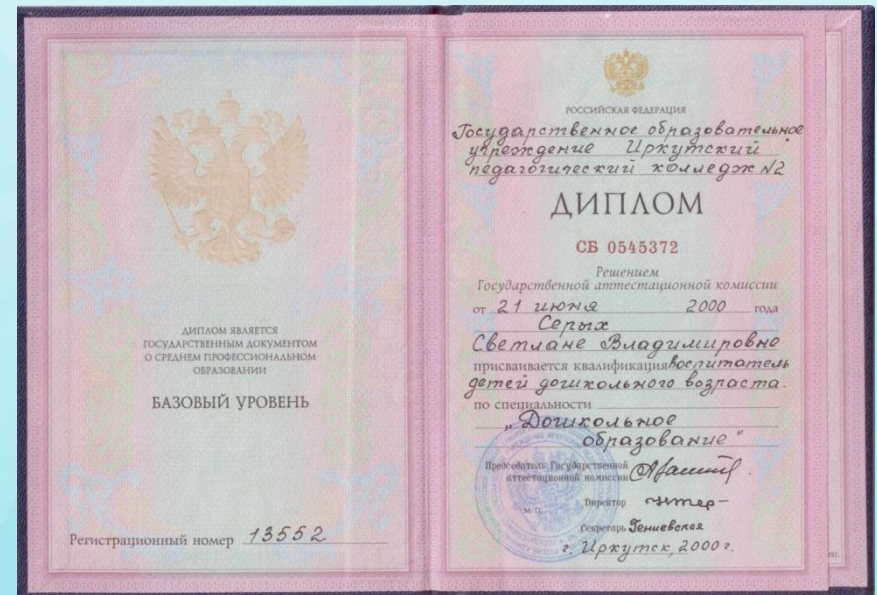 ДИПЛОМ ЯВЛЯЕТСЯ
ГОСУДАРСТВЕННЫМ ДОКУМЕНТОМ
О СРЕДНЕМ ПРОФЕССИОНАЛЬНОМ
ОБРАЗОВАНИИ
БАЗОВЫЙ УРОВЕНЬ
Регистрационный номер 13552
РОССИЙСКАЯ ФЕДЕРАЦИЯ
Государственное образовательное
учреждение Иркутский
педагогический колледж №2
ДИПЛОМ
СБ 0545372
Решением
Государственной аттестационной комиссии
от 21 июня 2000 года
Серых
Светлане Владимировне
присваивается квалификация воспитатель
детей дошкольного возраста.
по специальности
"Дошкольное
образование"
Председатель Государственной
аттестационной комиссии
М.П. Директор
Секретарь
г. Иркутск, 2000 г.